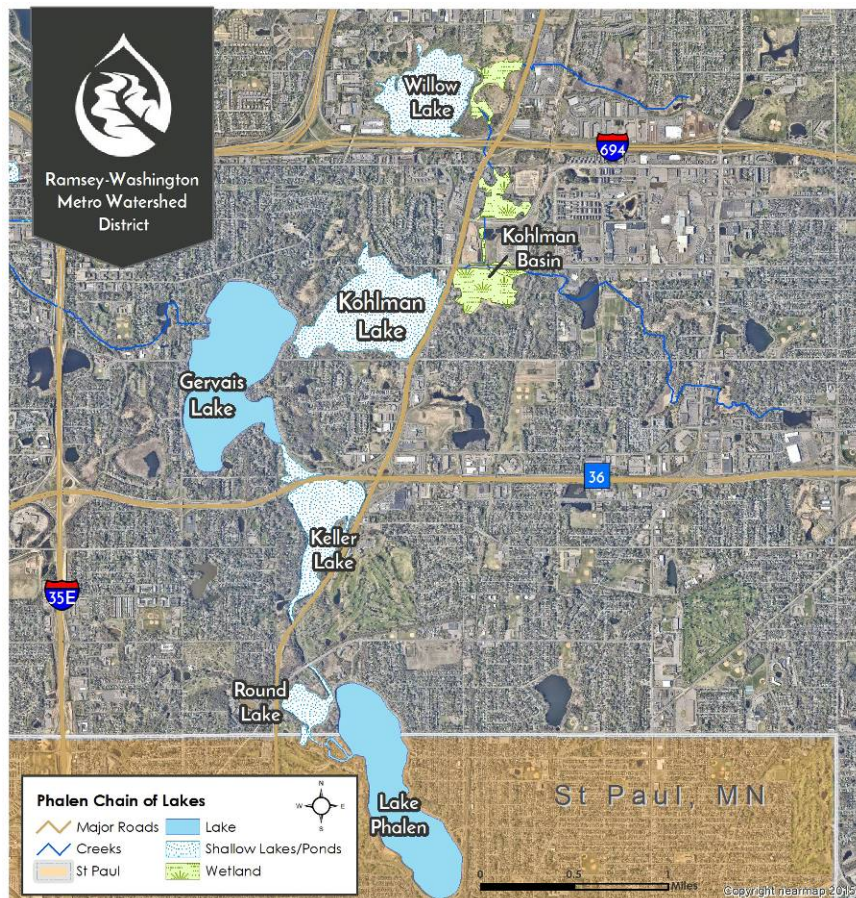 Ramsey-Washington
Metro Watershed
District
Willow
Lake
694
Kohlman
Basin
Kohlman
Lake
Gervais
Lake
36
Keller
Lake
35E
Round
Lake
Lake
Phalen
St Paul, MN
Phalen Chain of Lakes
N
W
E
S
Major Roads
Lake
Creeks
Shallow Lakes/Ponds
St Paul
Wetland
0 0.5 1
Miles
Copyright nearmap 2015